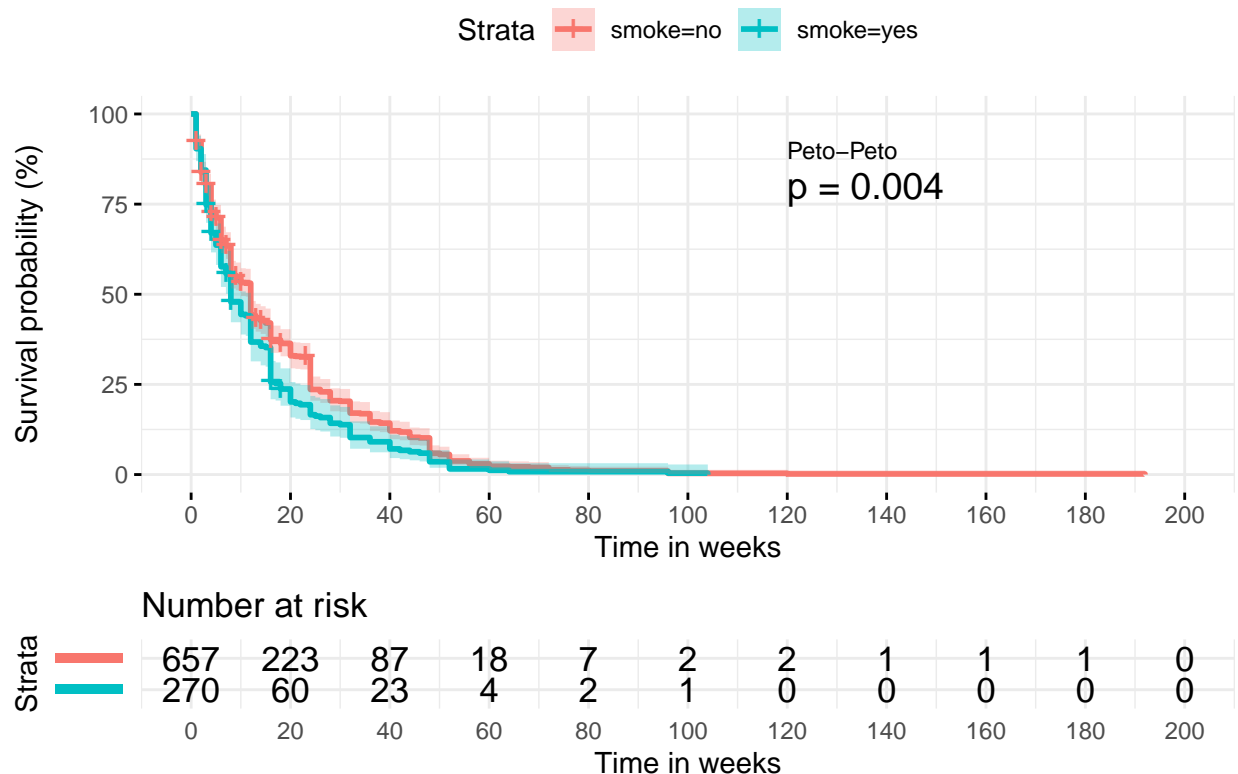 Strata smoke=no smoke=yes
Survival probability (%)
100
75
50
25
0
Peto−Peto
p = 0.004
0 20 40 60 80 100 120 140 160 180 200
Time in weeks
Number at risk
Strata
657 223 87 18 7 2 2 1 1 1 0
270 60 23 4 2 1 0 0 0 0 0
0 20 40 60 80 100 120 140 160 180 200
Time in weeks